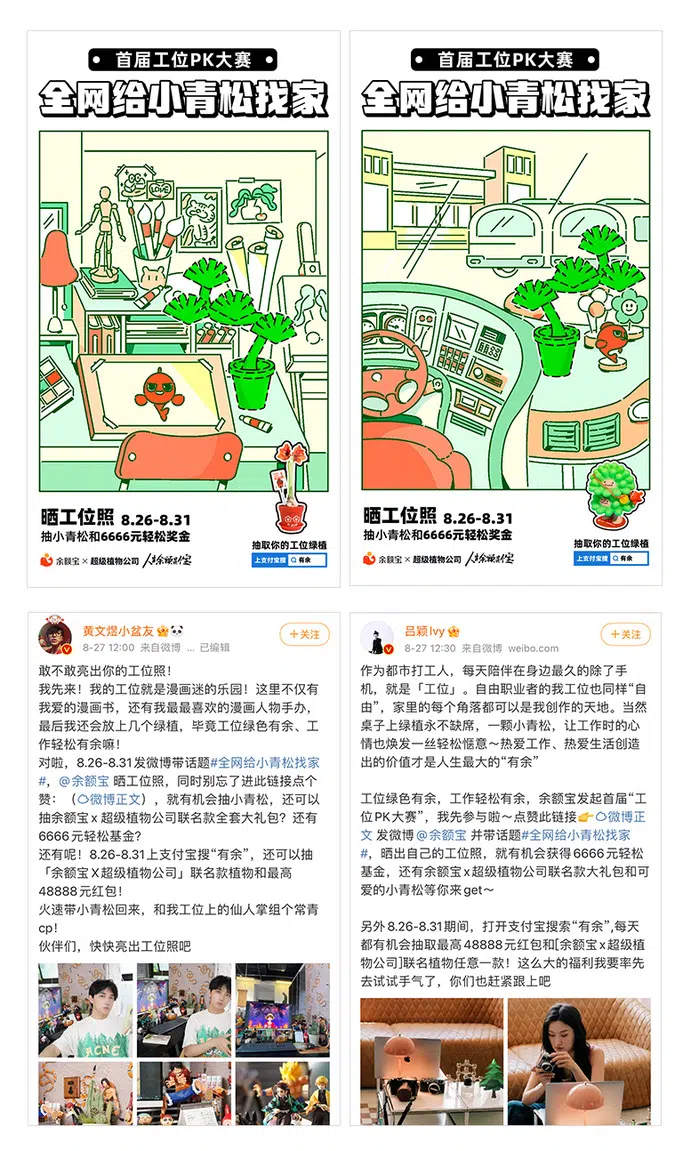 首届工位PK大赛
全网给小青松找家
LOVE
晒工位照 8.26-8.31
抽小青松和6666元轻松奖金
余额宝 × 超级植物公司
抽取你的工位绿植
上支付宝搜 有余
首届工位PK大赛
全网给小青松找家
晒工位照 8.26-8.31
抽小青松和6666元轻松奖金
余额宝 × 超级植物公司
抽取你的工位绿植
上支付宝搜 有余
黄文煜小盆友
8-27 12:00 来自微博 ... 已编辑
+关注
敢不敢亮出你的工位照!
我先来!我的工位就是漫画迷的乐园!这里不仅有
我爱的漫画书,还有我最最喜欢的漫画人物手办,
最后我还会放上几个绿植,毕竟工位绿色有余、工
作轻松有余嘛!
对啦,8.26-8.31发微博带话题#全网给小青松找家
#,@余额宝 晒工位照,同时别忘了进此链接点个
赞:(微博正文),就有机会抽小青松,还可以
抽余额宝x超级植物公司联名款全套大礼包?还有
6666元轻松基金?
还有呢!8.26-8.31上支付宝搜“有余”,还可以抽
「余额宝X超级植物公司」联名款植物和最高
48888元红包!
火速带小青松回来,和我工位上的仙人掌组个常青
cp!
伙伴们,快快亮出工位照吧
ACNE
吕颖Ivy
8-27 12:30 来自微博 weibo.com
+关注
作为都市打工人,每天陪伴在身边最久的除了手
机,就是「工位」。自由职业者的我工位也同样“自
由”,家里的每个角落都可以是我创作的天地。当然
桌子上绿植永不缺席,一颗小青松,让工作时的心
情也焕发一丝轻松惬意~热爱工作、热爱生活创造
出的价值才是人生最大的“有余”
工位绿色有余,工作轻松有余,余额宝发起首届“工
位PK大赛”,我先参与啦~点赞此链接👉微博正
文 发微博@余额宝 并带话题#全网给小青松找家
#,晒出自己的工位照,就有机会获得6666元轻松
基金,还有余额宝x超级植物公司联名款大礼包和可
爱的小青松等你来get~
另外8.26-8.31期间,打开支付宝搜索“有余”,每天
都有机会抽取最高48888元红包和[余额宝x超级植
物公司]联名植物任意一款!这么大的福利我要率先
去试试手气了,你们也赶紧跟上吧